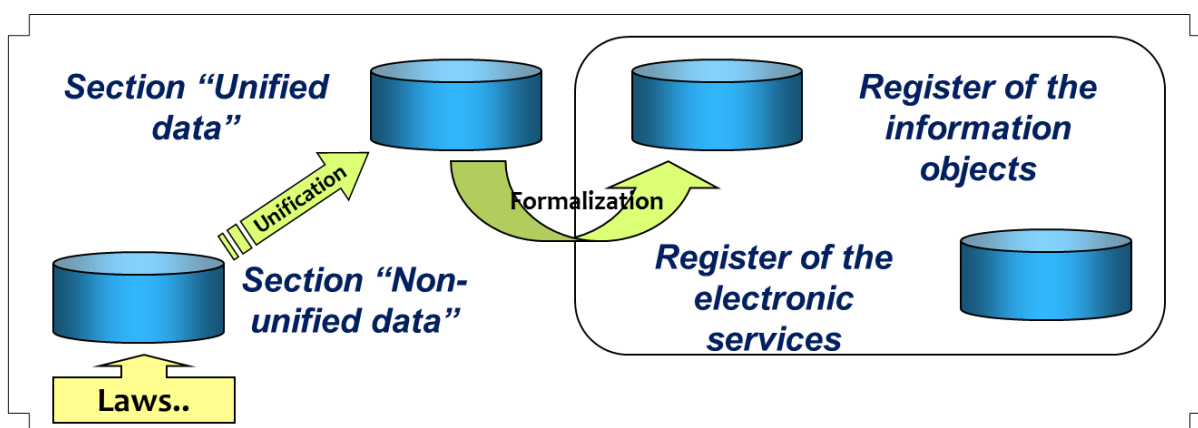 Section “Unified
data”
Register of the
information
objects
Unification
Formalization
Section “Non-
unified data”
Register of the
electronic
services
Laws..